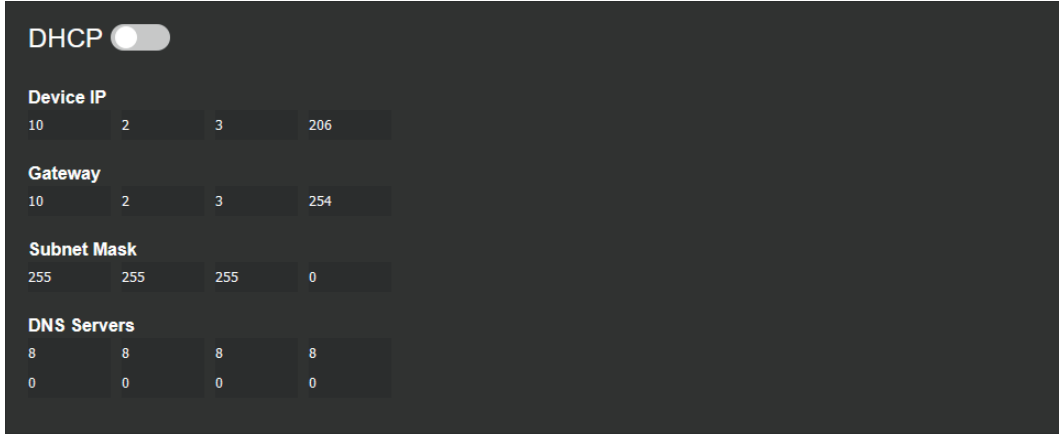 DHCP
Device IP
10 2 3 206
Gateway
10 2 3 254
Subnet Mask
255 255 255 0
DNS Servers
8 8 8 8
0 0 0 0